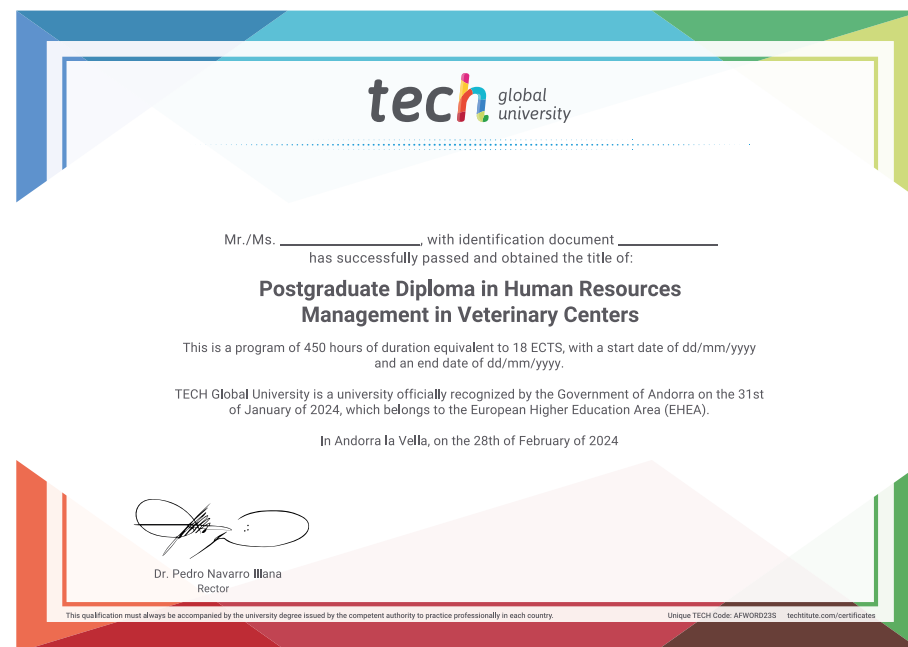 tech global university
Mr./Ms. ____________, with identification document ____________
has successfully passed and obtained the title of:
Postgraduate Diploma in Human Resources
Management in Veterinary Centers
This is a program of 450 hours of duration equivalent to 18 ECTS, with a start date of dd/mm/yyyy
and an end date of dd/mm/yyyy.
TECH Global University is a university officially recognized by the Government of Andorra on the 31st
of January of 2024, which belongs to the European Higher Education Area (EHEA).
In Andorra la Vella, on the 28th of February of 2024
Dr. Pedro Navarro Illana
Rector
This qualification must always be accompanied by the university degree issued by the competent authority to practice professionally in each country. Unique TECH Code: AFWORD23S techtitute.com/certificates